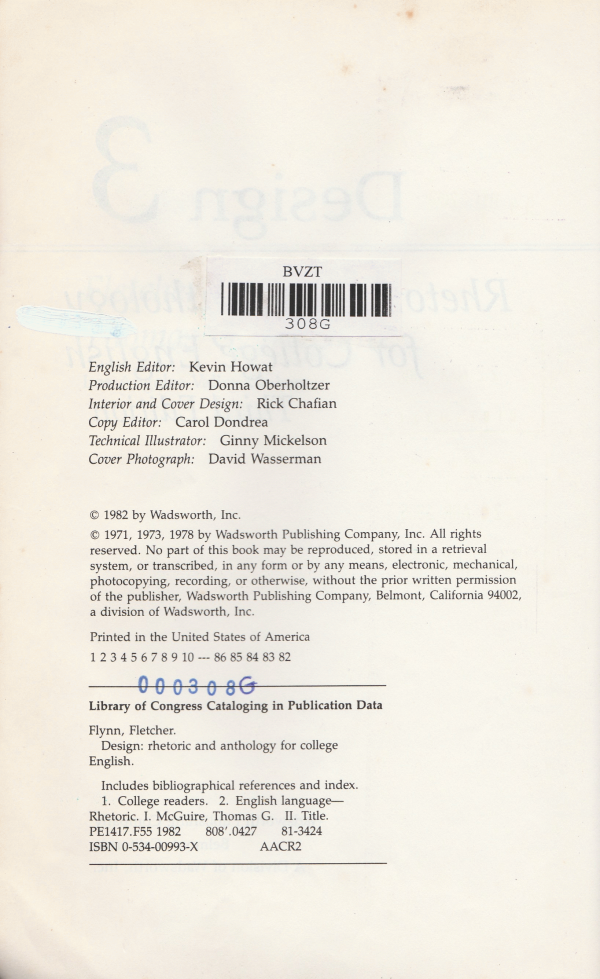 BVZT
308G
English Editor: Kevin Howat
Production Editor: Donna Oberholtzer
Interior and Cover Design: Rick Chafian
Copy Editor: Carol Dondrea
Technical Illustrator: Ginny Mickelson
Cover Photograph: David Wasserman
© 1982 by Wadsworth, Inc.
© 1971, 1973, 1978 by Wadsworth Publishing Company, Inc. All rights
reserved. No part of this book may be reproduced, stored in a retrieval
system, or transcribed, in any form or by any means, electronic, mechanical,
photocopying, recording, or otherwise, without the prior written permission
of the publisher, Wadsworth Publishing Company, Belmont, California 94002,
a division of Wadsworth, Inc.
Printed in the United States of America
1 2 3 4 5 6 7 8 9 10 --- 86 85 84 83 82
000308G
Library of Congress Cataloging in Publication Data
Flynn, Fletcher.
Design: rhetoric and anthology for college
English.
Includes bibliographical references and index.
1. College readers. 2. English language—
Rhetoric. I. McGuire, Thomas G. II. Title.
PE1417.F55 1982 808'.0427 81-3424
ISBN 0-534-00993-X AACR2